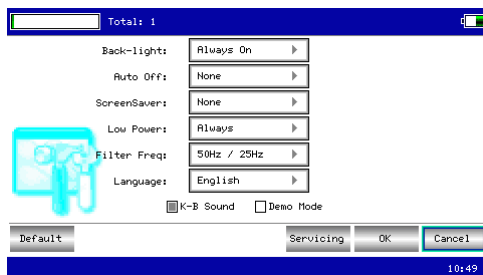 Total: 1
Back-light: Always On
Auto Off: None
ScreenSaver: None
Low Power: Always
Filter Freq: 50Hz / 25Hz
Language: English
K-B Sound Demo Mode
Default Servicing OK Cancel
10:49